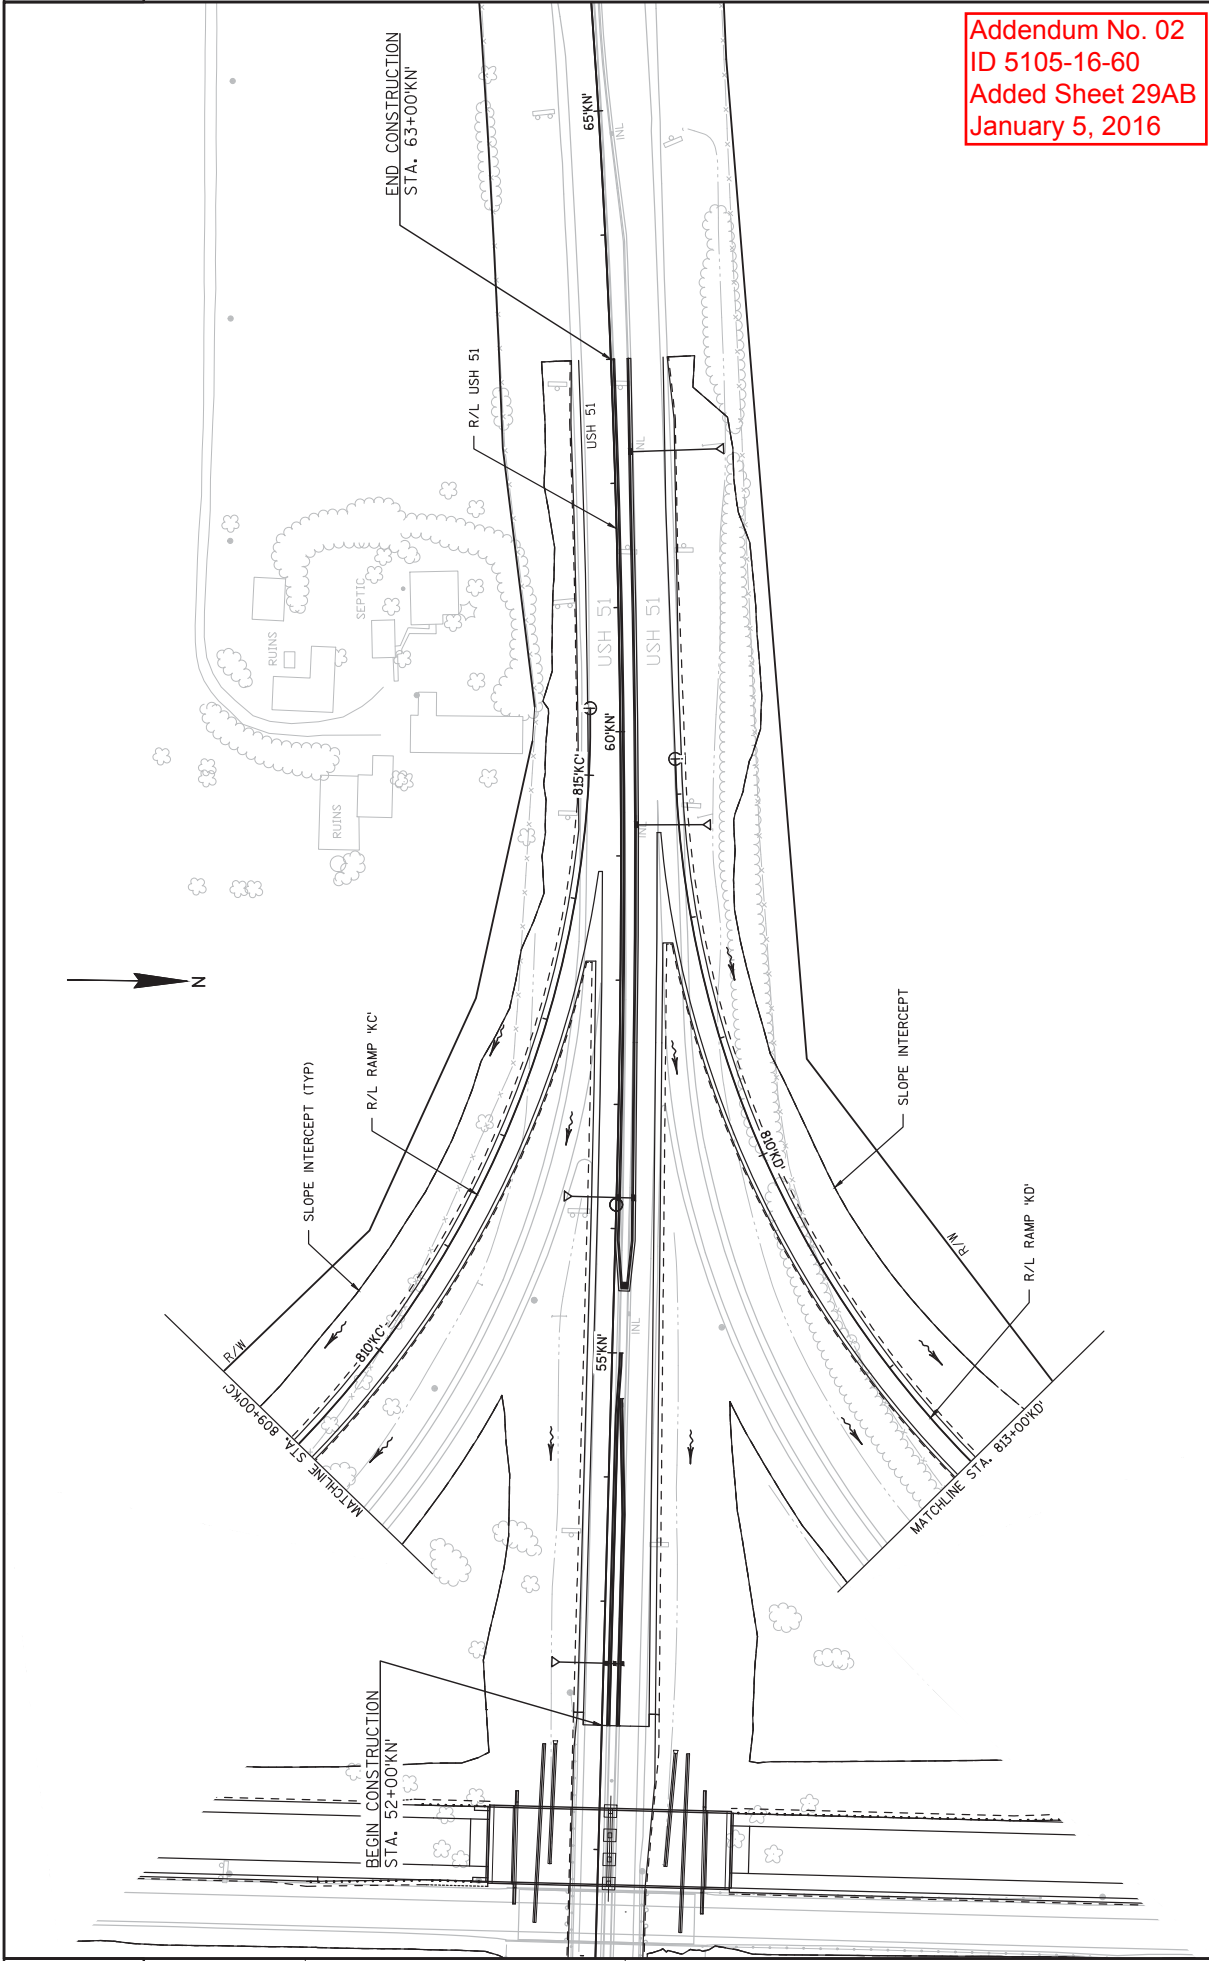 Addendum No. 02
ID 5105-16-60
Added Sheet 29AB
January 5, 2016
END CONSTRUCTION
STA. 63+00'KN'
65'KN'
INL
R/L USH 51
USH 51
INL
SEPTIC
RUINS
USH 51
USH 51
60'KN'
815'KC'
RUINS
INL
N
R/L RAMP 'KC'
SLOPE INTERCEPT (TYP)
SLOPE INTERCEPT
810'KD'
R/W
R/L RAMP 'KD'
R/W
810'KC'
INL
55'KN'
MATCHLINE STA. 809+00'KC'
MATCHLINE STA. 813+00'KD'
BEGIN CONSTRUCTION
STA. 52+00'KN'